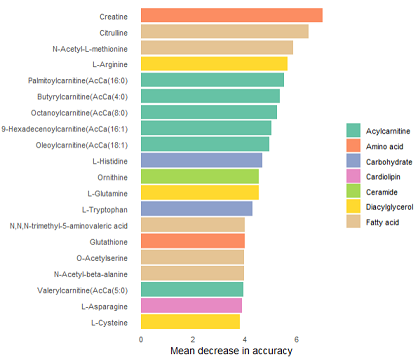 Creatine
Citrulline
N-Acetyl-L-methionine
L-Arginine
Palmitoylcarnitine(AcCa(16:0)
Butyrylcarnitine(AcCa(4:0)
Octanoylcarnitine(AcCa(8:0)
9-Hexadecenoylcarnitine(AcCa(16:1)
Oleoylcarnitine(AcCa(18:1)
L-Histidine
Ornithine
L-Glutamine
L-Tryptophan
N,N,N-trimethyl-5-aminovaleric acid
Glutathione
O-Acetylserine
N-Acetyl-beta-alanine
Valerylcarnitine(AcCa(5:0)
L-Asparagine
L-Cysteine
0 2 4 6
Mean decrease in accuracy
Acylcarnitine
Amino acid
Carbohydrate
Cardiolipin
Ceramide
Diacylglycerol
Fatty acid